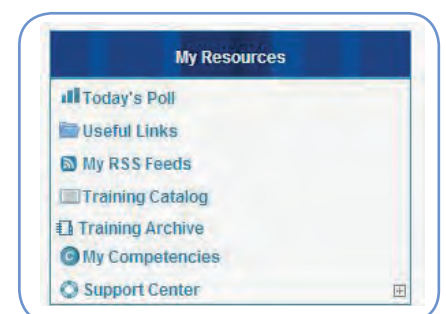 My Resources
Today's Poll
Useful Links
My RSS Feeds
Training Catalog
Training Archive
My Competencies
Support Center